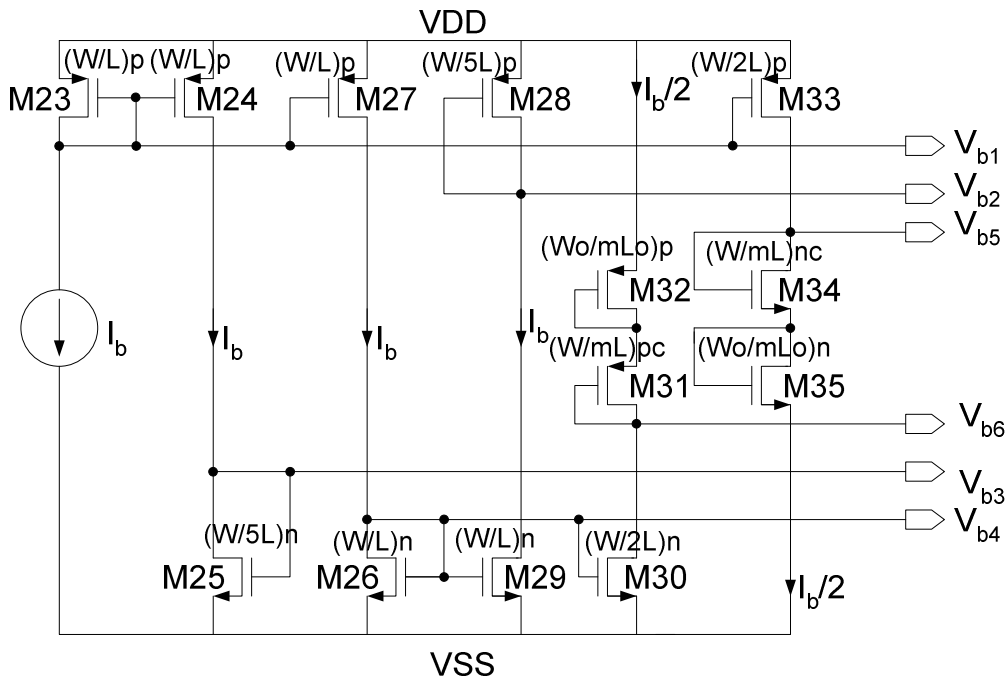 VDD
(W/L)p (W/L)p (W/L)p (W/5L)p (W/2L)p
M23 M24 M27 M28 Ib/2 M33
Vb1
Vb2
Vb5
(Wo/mLo)p (W/mL)nc
M32 M34
Ib Ib Ib Ib
(W/mL)pc (Wo/mLo)n
M31 M35
Vb6
Vb3
Vb4
(W/5L)n (W/L)n (W/L)n (W/2L)n
M25 M26 M29 M30 Ib/2
VSS